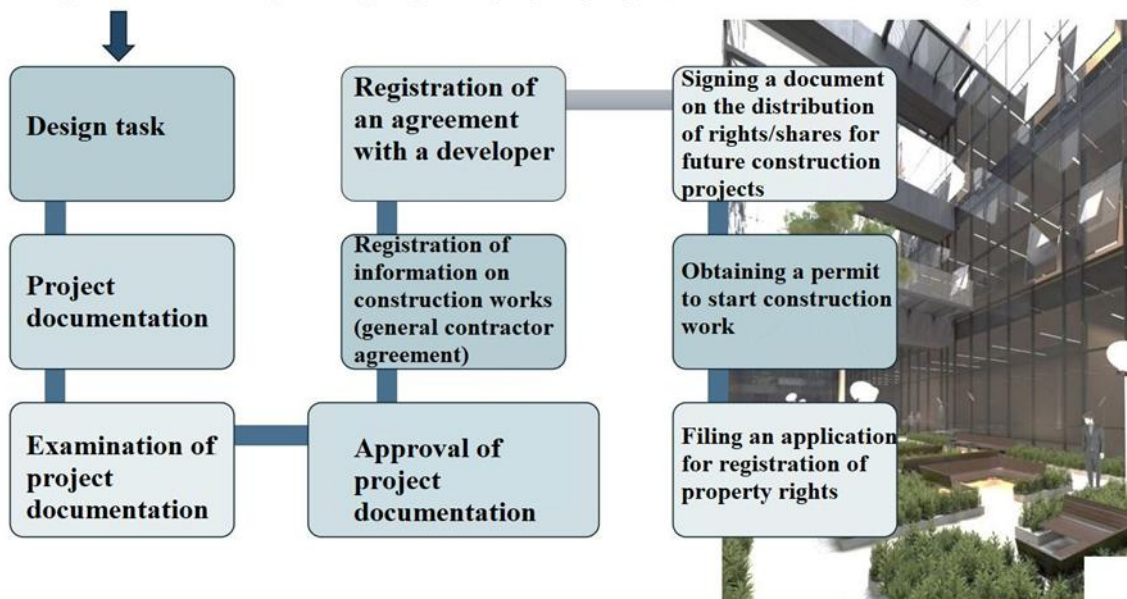 Design task
Project
documentation
Examination of
project
documentation
Approval of
project
documentation
Registration of
information on
construction works
(general contractor
agreement)
Registration of
an agreement
with a developer
Signing a document
on the distribution
of rights/shares for
future construction
projects
Obtaining a permit
to start construction
work
Filing an application
for registration of
property rights